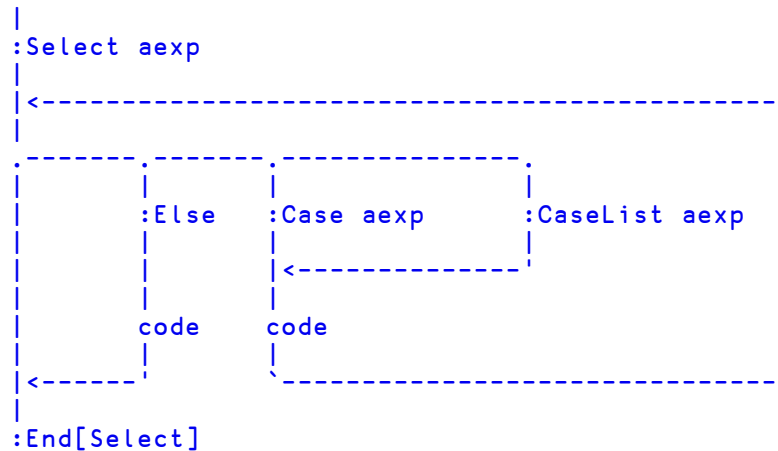 :Select aexp
:Else :Case aexp :CaseList aexp
code code
:End[Select]